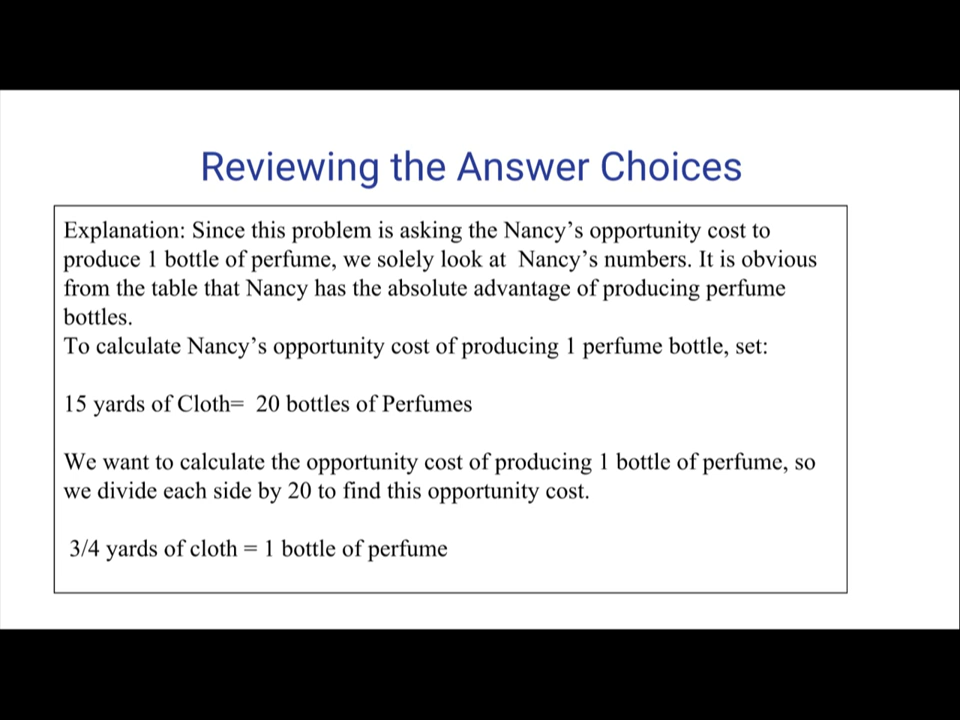 Reviewing the Answer Choices
Explanation: Since this problem is asking the Nancy's opportunity cost to
produce 1 bottle of perfume, we solely look at  Nancy's numbers. It is obvious
from the table that Nancy has the absolute advantage of producing perfume
bottles.
To calculate Nancy's opportunity cost of producing 1 perfume bottle, set:
15 yards of Cloth=  20 bottles of Perfumes
We want to calculate the opportunity cost of producing 1 bottle of perfume, so
we divide each side by 20 to find this opportunity cost.
3/4 yards of cloth = 1 bottle of perfume